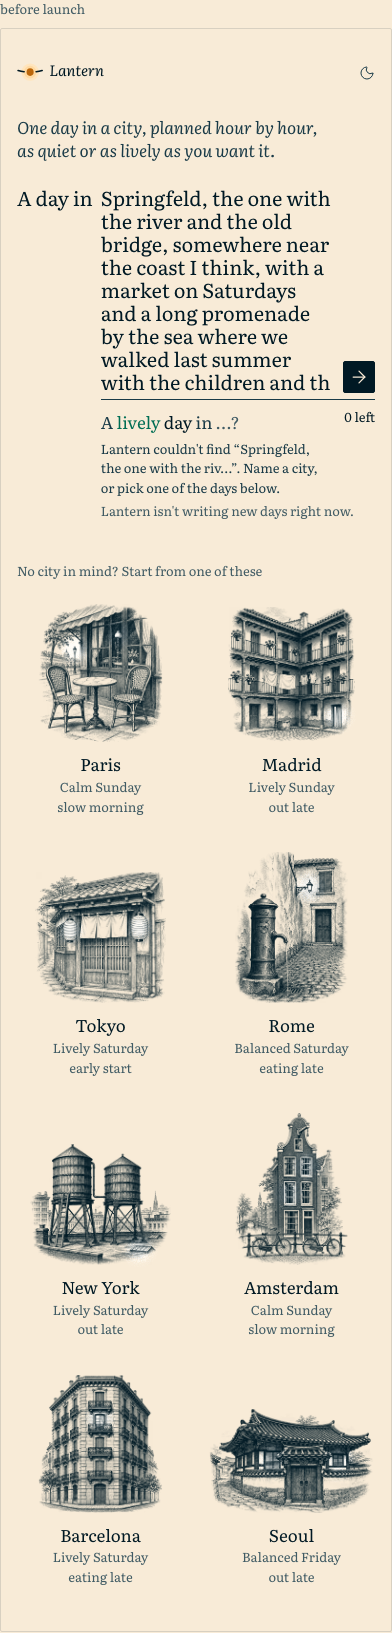 before launch
Lantern
One day in a city, planned hour by hour,
as quiet or as lively as you want it.
A day in Springfeld, the one with
the river and the old
bridge, somewhere near
the coast I think, with a
market on Saturdays
and a long promenade
by the sea where we
walked last summer
with the children and th
0 left
A lively day in …?
Lantern couldn't find “Springfeld,
the one with the riv…”. Name a city,
or pick one of the days below.
Lantern isn't writing new days right now.
No city in mind? Start from one of these
Paris
Calm Sunday
slow morning
Madrid
Lively Sunday
out late
Tokyo
Lively Saturday
early start
Rome
Balanced Saturday
eating late
New York
Lively Saturday
out late
Amsterdam
Calm Sunday
slow morning
Barcelona
Lively Saturday
eating late
Seoul
Balanced Friday
out late